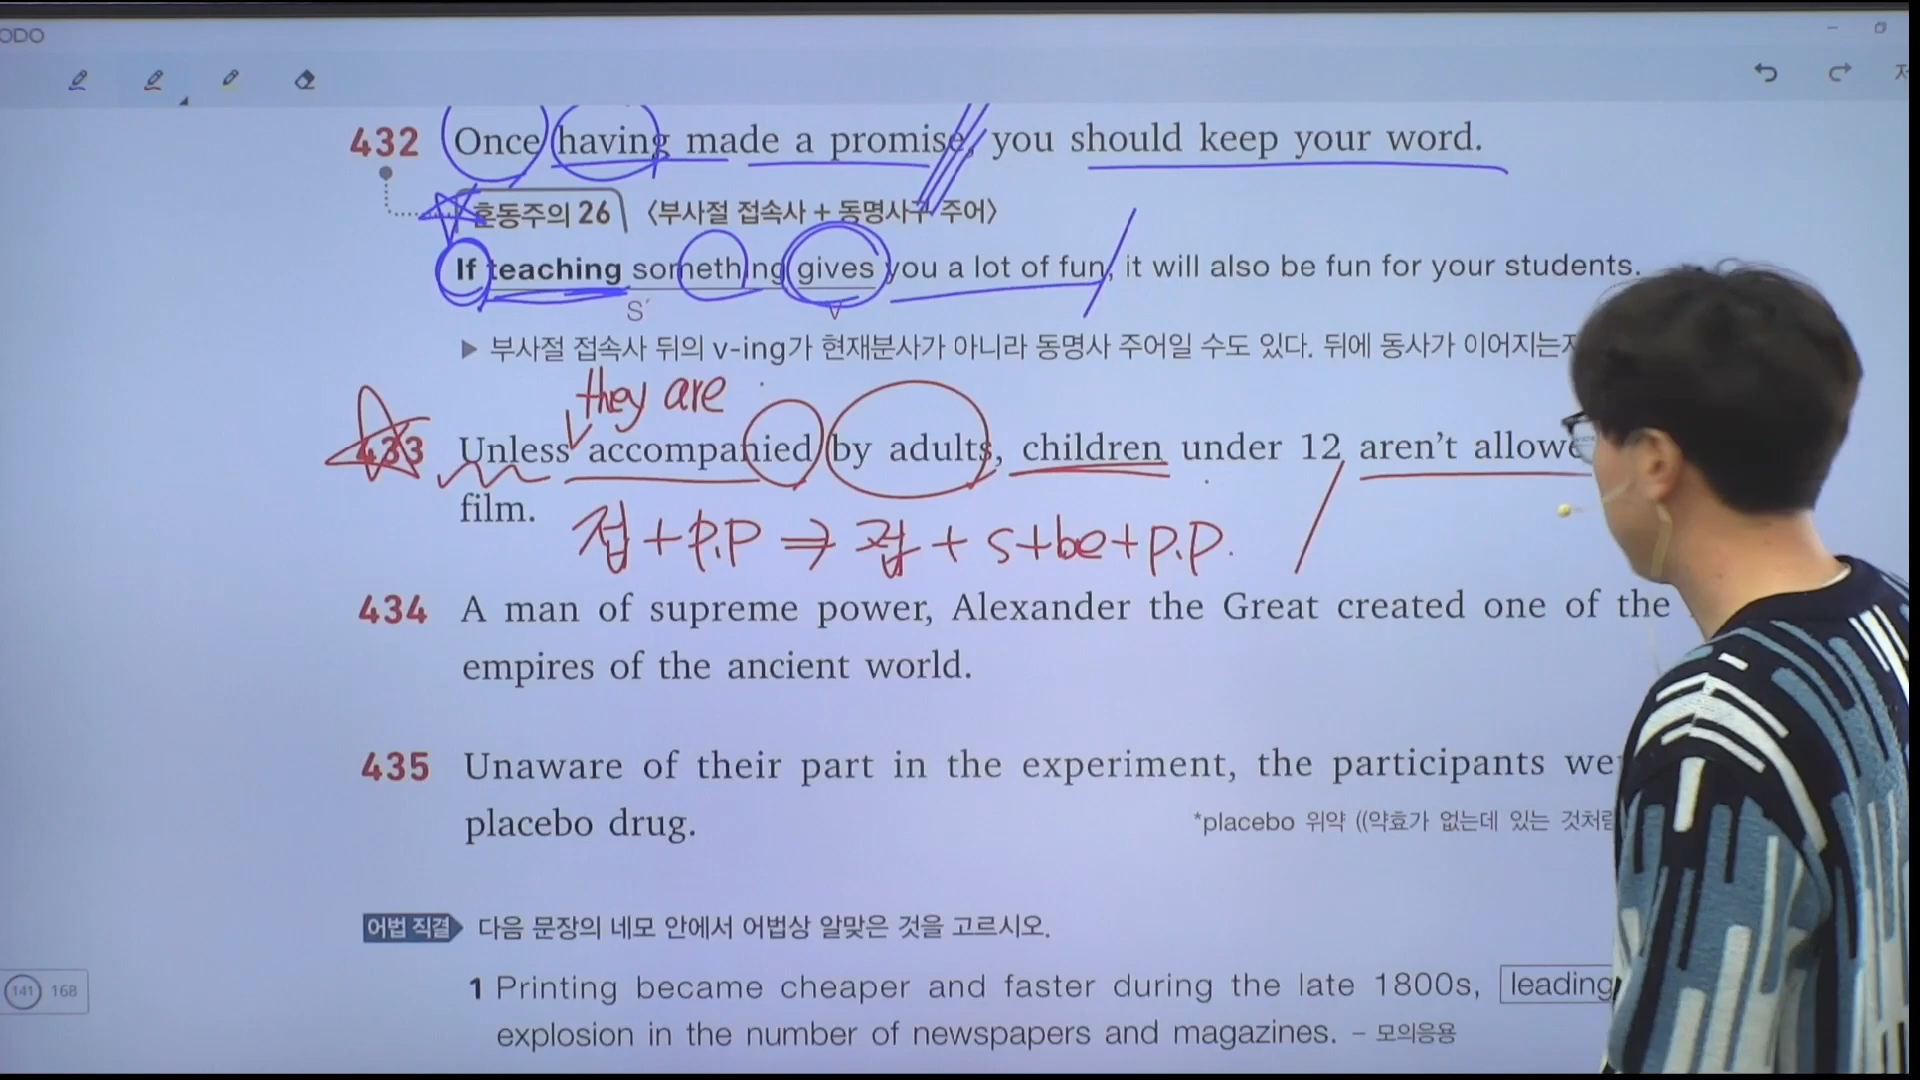 ODO
432 Once having made a promise, you should keep your word.
혼동주의 26 〈부사절 접속사 + 동명사구 주어〉
If teaching something gives you a lot of fun, it will also be fun for your students.
S′ V′
▶ 부사절 접속사 뒤의 v-ing가 현재분사가 아니라 동명사 주어일 수도 있다. 뒤에 동사가 이어지는지
they are
433 Unless accompanied by adults, children under 12 aren't allowe
film.
접 + p.p ⇒ 접 + s+be+p.p.
434 A man of supreme power, Alexander the Great created one of the
empires of the ancient world.
435 Unaware of their part in the experiment, the participants we
placebo drug.
*placebo 위약 ((약효가 없는데 있는 것처럼
어법 직결 다음 문장의 네모 안에서 어법상 알맞은 것을 고르시오.
141 168
1 Printing became cheaper and faster during the late 1800s, leading
explosion in the number of newspapers and magazines. – 모의응용